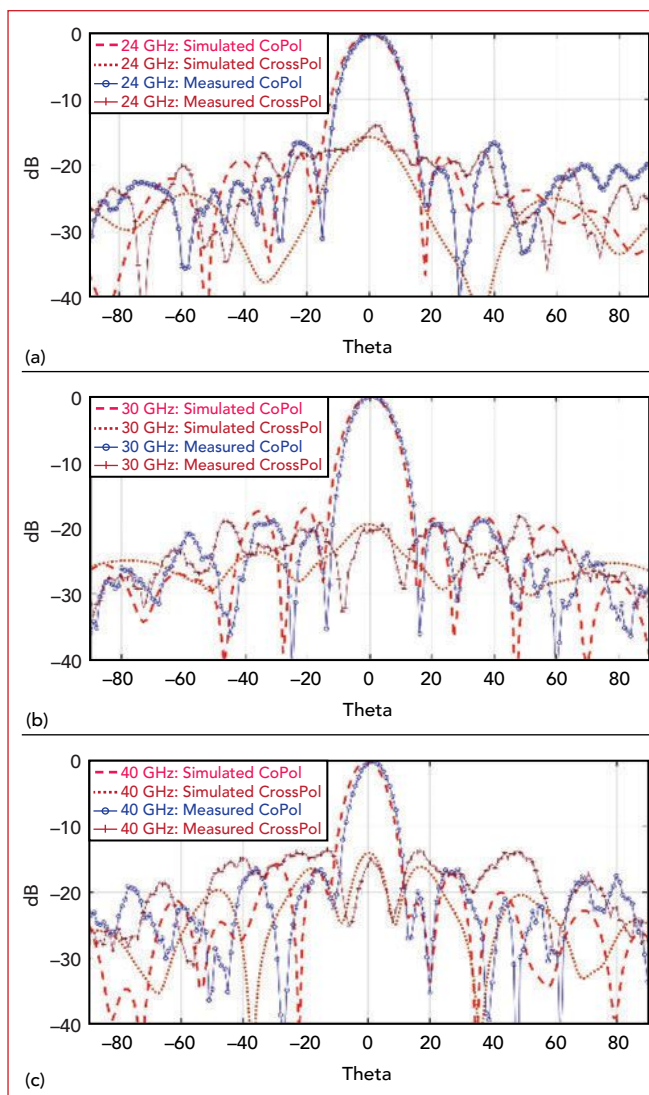 0
−10
−20
−30
−40
dB
24 GHz: Simulated CoPol
24 GHz: Simulated CrossPol
24 GHz: Measured CoPol
24 GHz: Measured CrossPol
−80 −60 −40 −20 0 20 40 60 80
Theta
(a)
0
−10
−20
−30
−40
dB
30 GHz: Simulated CoPol
30 GHz: Simulated CrossPol
30 GHz: Measured CoPol
30 GHz: Measured CrossPol
−80 −60 −40 −20 0 20 40 60 80
Theta
(b)
0
−10
−20
−30
−40
dB
40 GHz: Simulated CoPol
40 GHz: Simulated CrossPol
40 GHz: Measured CoPol
40 GHz: Measured CrossPol
−80 −60 −40 −20 0 20 40 60 80
Theta
(c)